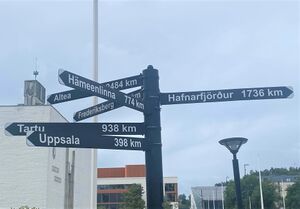 Hämeenlinna
Altea 2484 km
Frederiksberg 774 km
Hafnarfjörður 1736 km
Tartu 938 km
Uppsala 398 KM